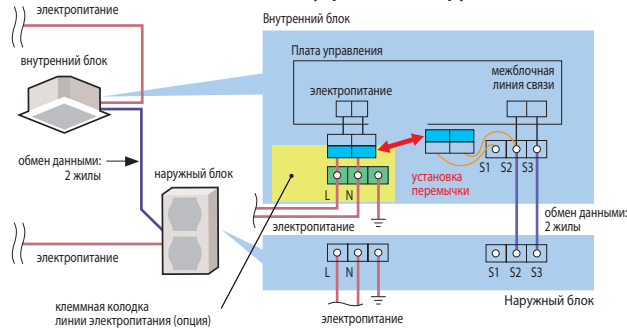 электропитание
Внутренний блок
внутренний блок
Плата управления
электропитание
межблочная
линия связи
обмен данными:
2 жилы
наружный блок
установка
перемычки
S1 S2 S3
L N
электропитание
обмен данными:
2 жилы
электропитание
L N
S1 S2 S3
Наружный блок
клеммная колодка
линии электропитания (опция)
электропитание